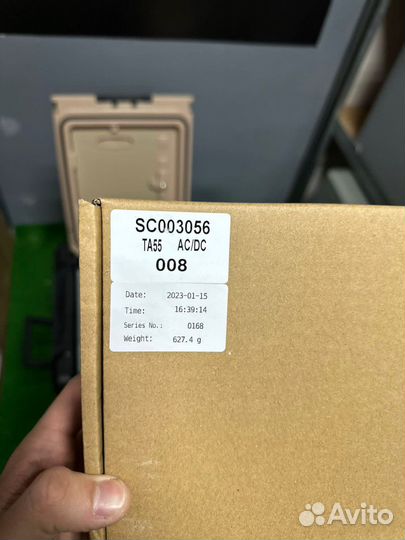 SC003056
TA55 AC/DC
008
Date: 2023-01-15
Time: 16:39:14
Series No.: 0168
Weight: 627.4 g
Avito